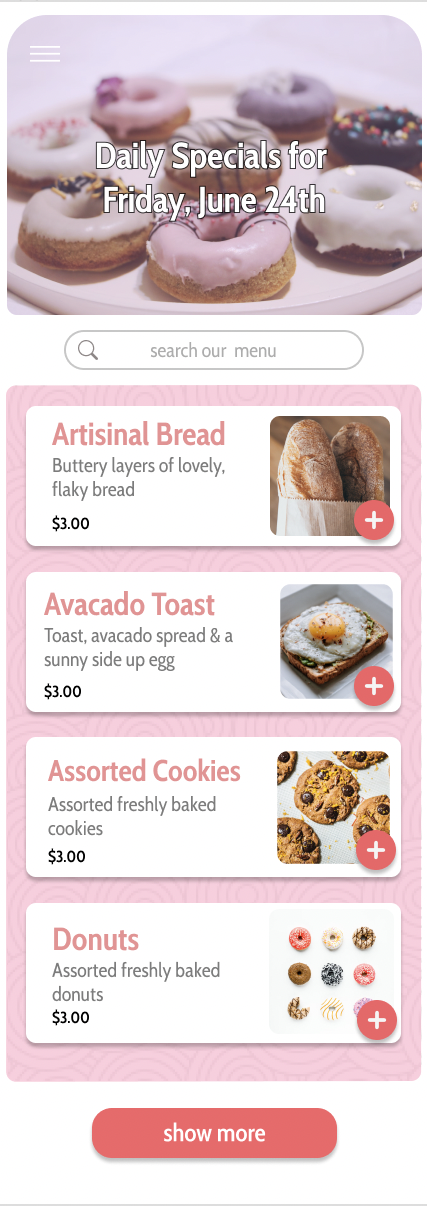 Daily Specials for
Friday, June 24th
search our menu
Artisinal Bread
Buttery layers of lovely,
flaky bread
$3.00
Avacado Toast
Toast, avacado spread & a
sunny side up egg
$3.00
Assorted Cookies
Assorted freshly baked
cookies
$3.00
Donuts
Assorted freshly baked
donuts
$3.00
show more